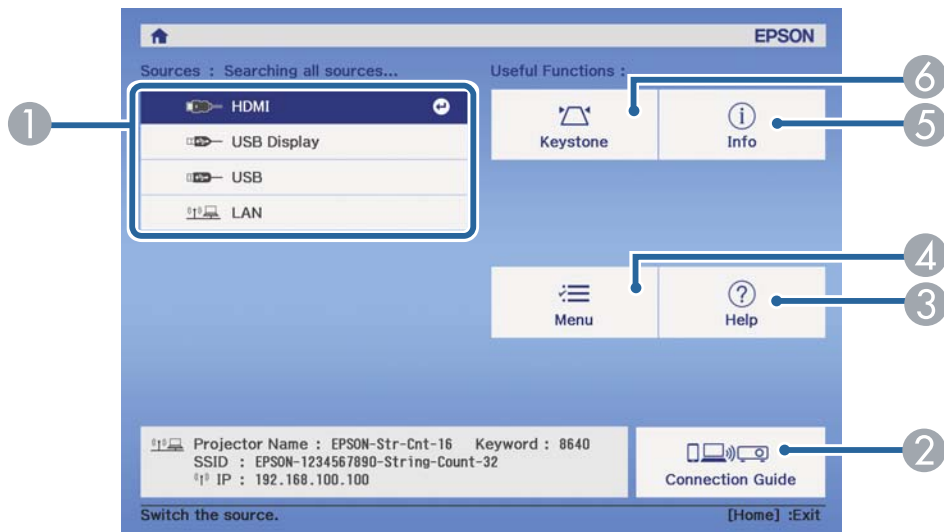 EPSON
Sources : Searching all sources...
HDMI
USB Display
USB
LAN
Useful Functions :
Keystone
Info
Menu
Help
Projector Name : EPSON-Str-Cnt-16 Keyword : 8640
SSID : EPSON-1234567890-String-Count-32
IP : 192.168.100.100
Connection Guide
Switch the source.
[Home] :Exit
1
6
5
4
3
2